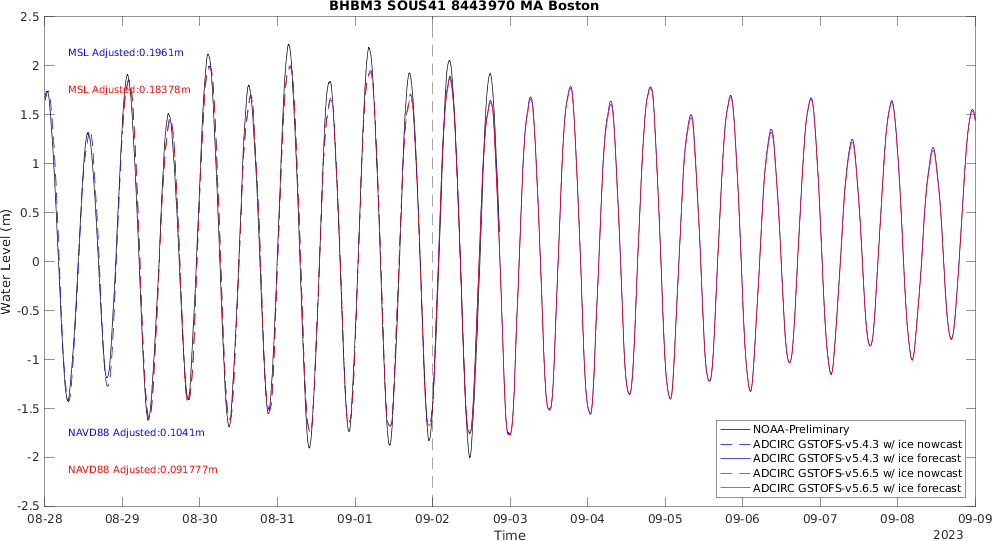 BHBM3 SOUS41 8443970 MA Boston
2.5
2
1.5
1
0.5
0
-0.5
-1
-1.5
-2
-2.5
Water Level (m)
MSL Adjusted:0.1961m
MSL Adjusted:0.18378m
NAVD88 Adjusted:0.1041m
NAVD88 Adjusted:0.091777m
NOAA-Preliminary
ADCIRC GSTOFS-v5.4.3 w/ ice nowcast
ADCIRC GSTOFS-v5.4.3 w/ ice forecast
ADCIRC GSTOFS-v5.6.5 w/ ice nowcast
ADCIRC GSTOFS-v5.6.5 w/ ice forecast
08-28 08-29 08-30 08-31 09-01 09-02 09-03 09-04 09-05 09-06 09-07 09-08 09-09
Time
2023